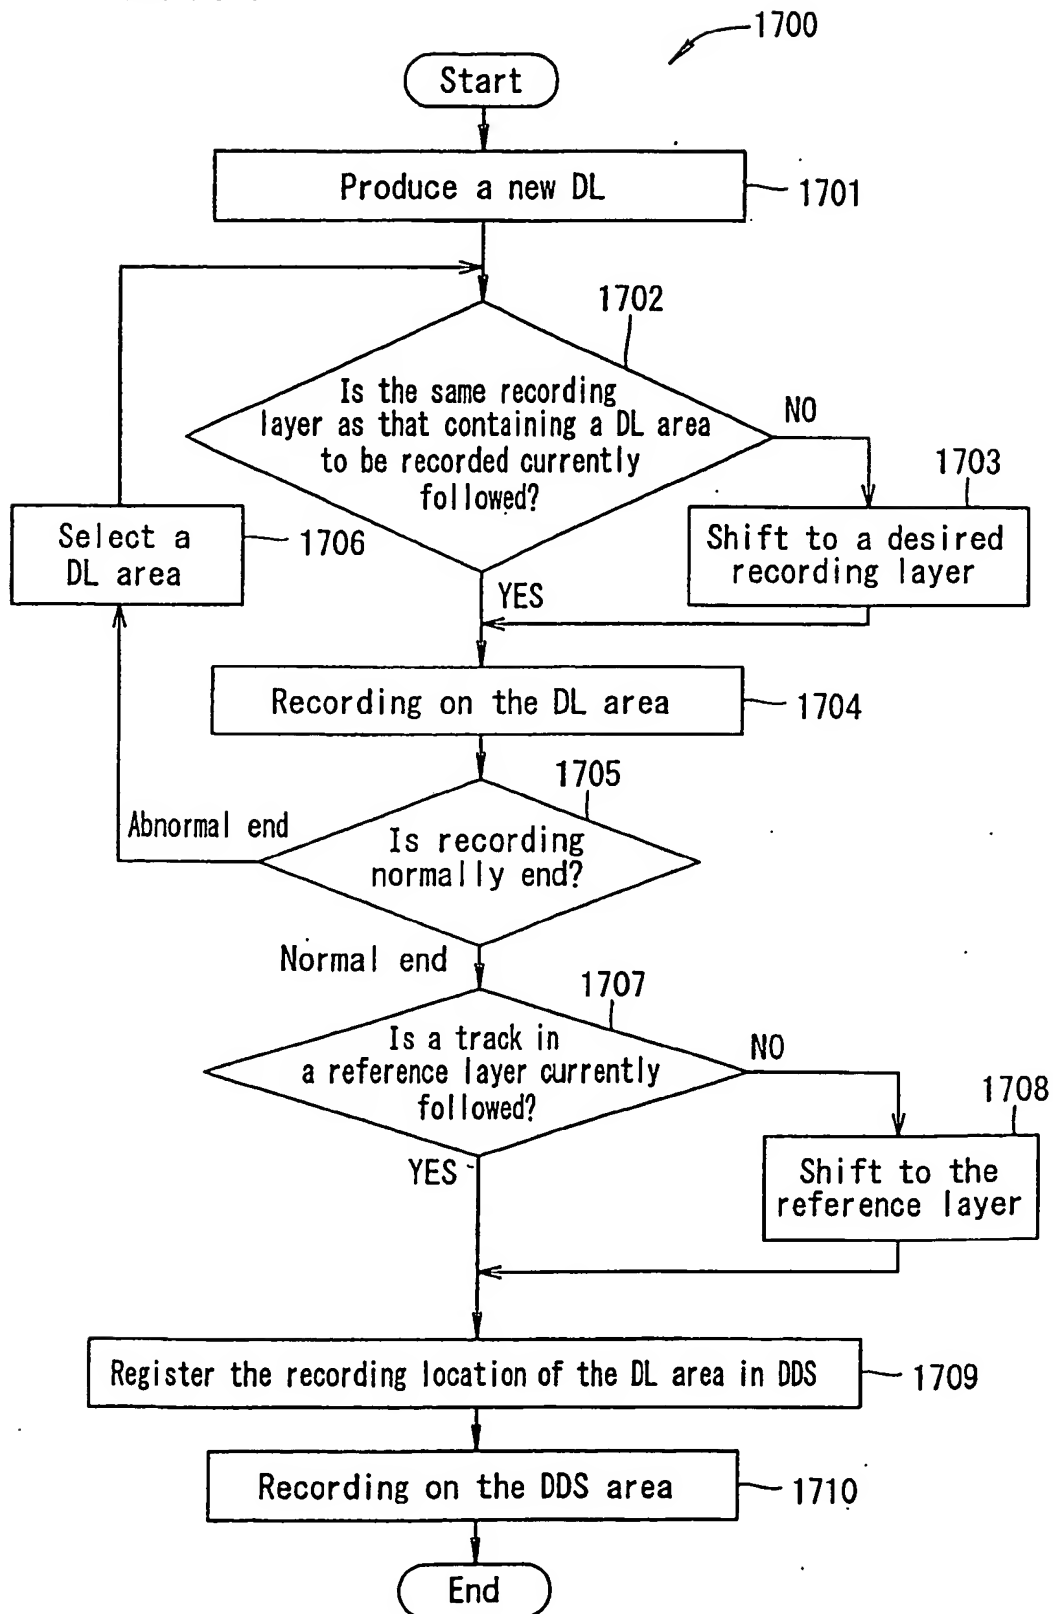 1700
Start
Produce a new DL
1701
1702
Is the same recording
layer as that containing a DL area
to be recorded currently
followed?
NO
1703
Shift to a desired
recording layer
Select a
DL area
1706
YES
Recording on the DL area
1704
1705
Abnormal end
Is recording
normally end?
Normal end
1707
Is a track in
a reference layer currently
followed?
NO
1708
Shift to the
reference layer
YES
Register the recording location of the DL area in DDS
1709
Recording on the DDS area
1710
End